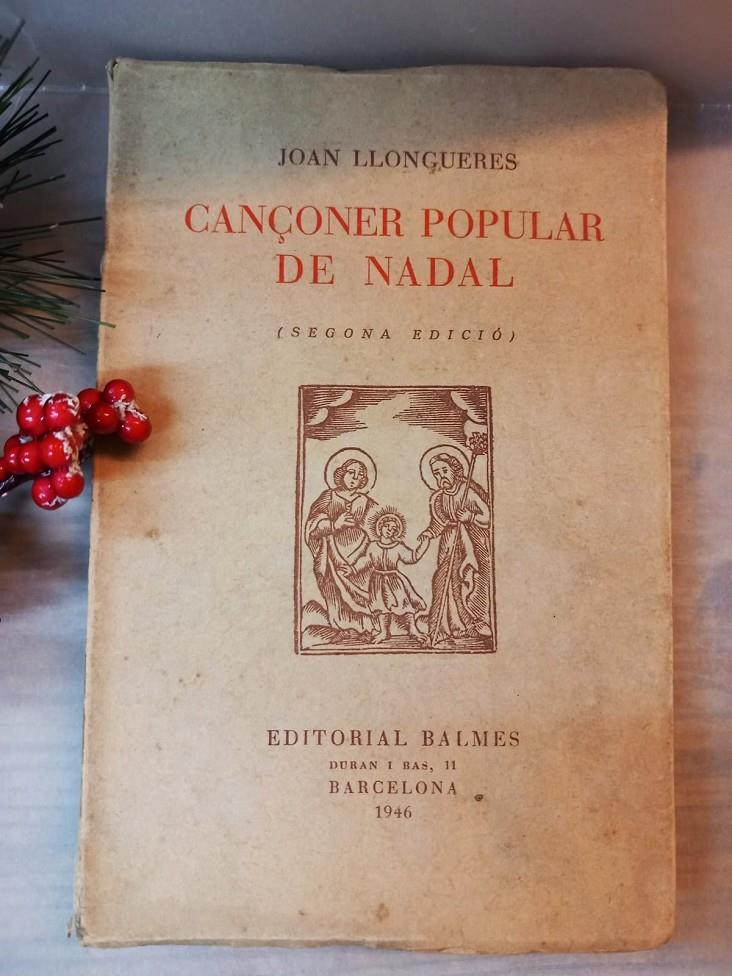 JOAN LLONGUERES
CANÇONER POPULAR
DE NADAL
(SEGONA EDICIÓ)
EDITORIAL BALMES
DURAN I BAS, 11
BARCELONA
1946